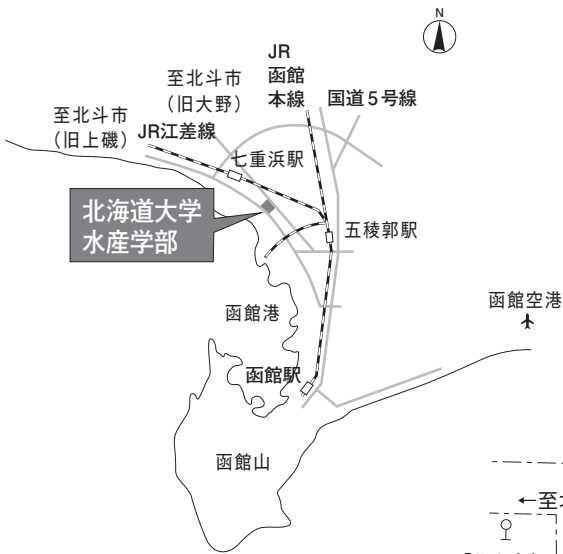 N
JR
函館
本線
国道5号線
至北斗市
（旧大野）
至北斗市
（旧上磯）
JR江差線
七重浜駅
北海道大学
水産学部
五稜郭駅
函館港
函館空港
函館駅
函館山
←至北